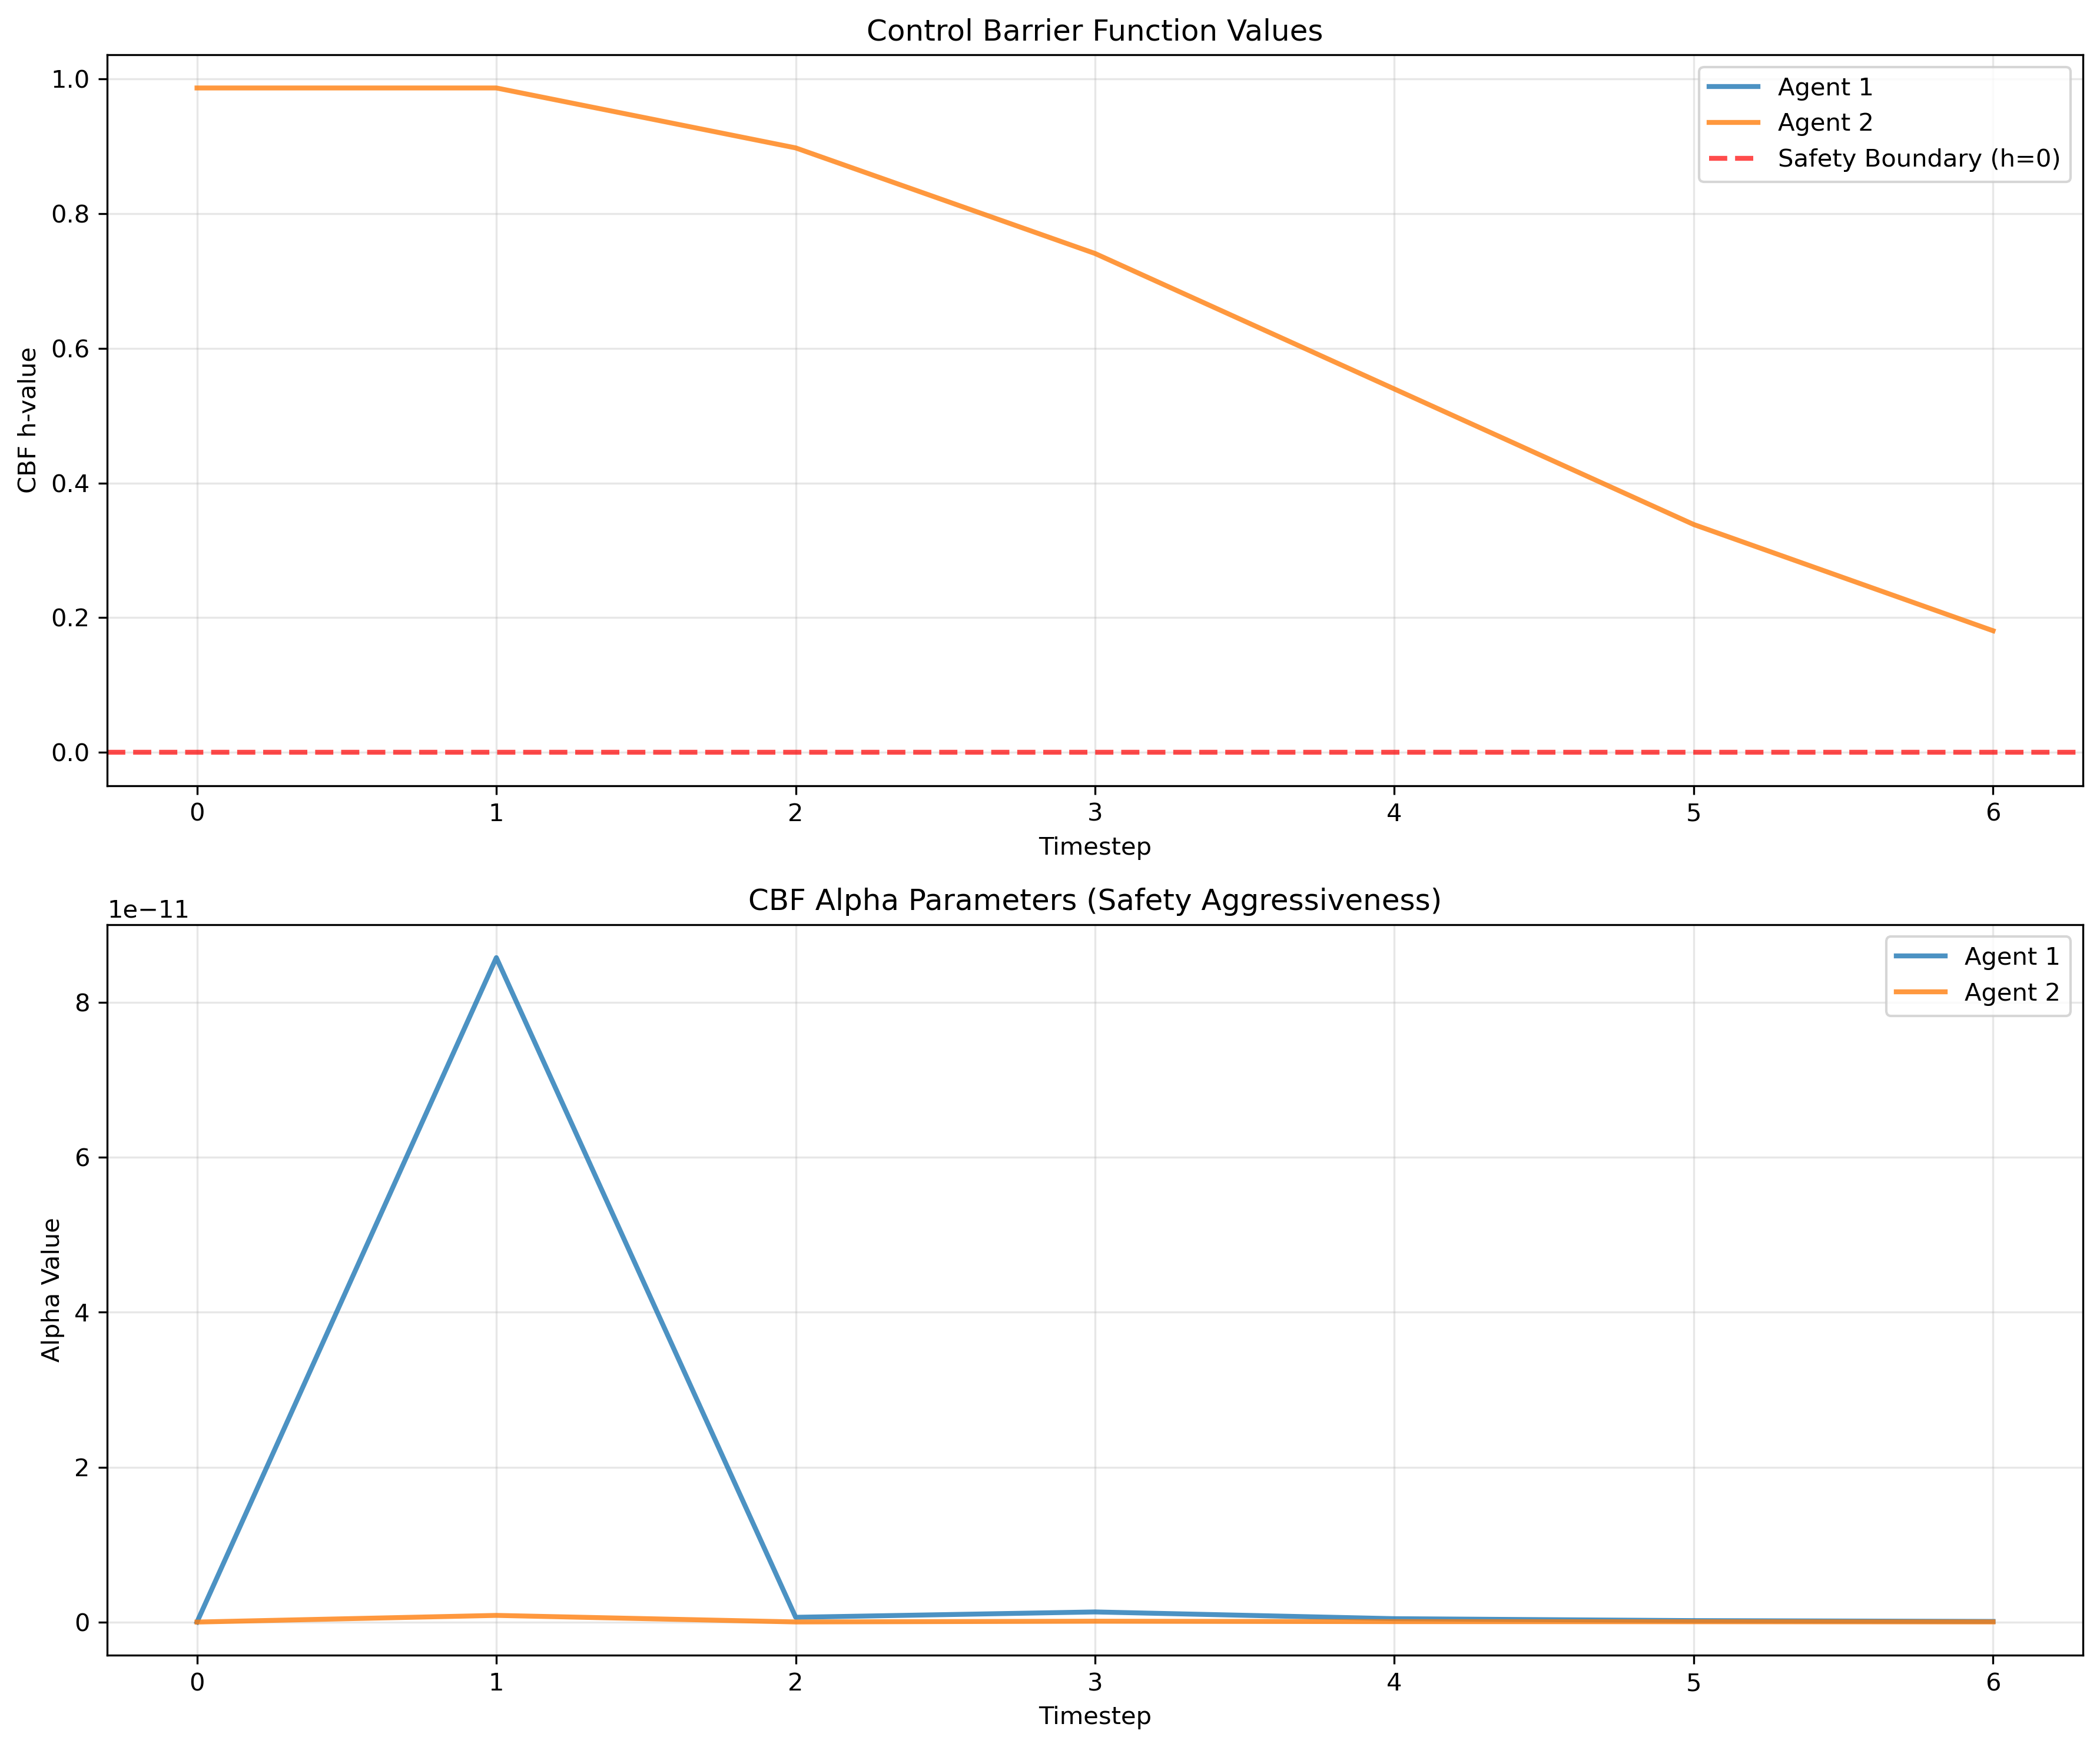 Control Barrier Function Values
CBF h-value
1.0
0.8
0.6
0.4
0.2
0.0
Agent 1
Agent 2
Safety Boundary (h=0)
0 1 2 3 4 5 6
Timestep
CBF Alpha Parameters (Safety Aggressiveness)
1e−11
Alpha Value
8
6
4
2
0
Agent 1
Agent 2
0 1 2 3 4 5 6
Timestep